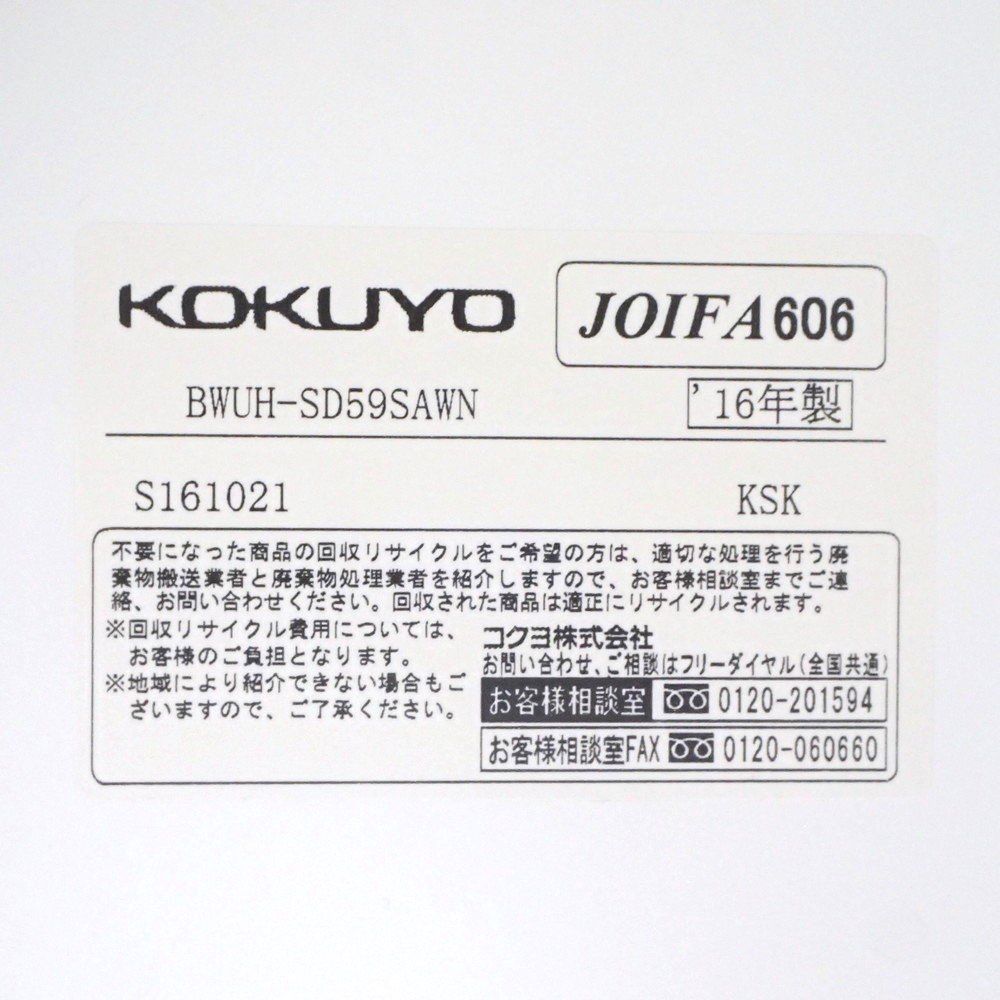 KOKUYO
JOIFA606
BWUH-SD59SAWN
'16年製
S161021
KSK
不要になった商品の回収リサイクルをご希望の方は、適切な処理を行う廃
棄物搬送業者と廃棄物処理業者を紹介しますので、お客様相談室までご連
絡、お問い合わせください。回収された商品は適正にリサイクルされます。
※回収リサイクル費用については、
お客様のご負担となります。
※地域により紹介できない場合もご
ざいますので、ご了承ください。
コクヨ株式会社
お問い合わせ、ご相談はフリーダイヤル(全国共通)
お客様相談室 0120-201594
お客様相談室FAX 0120-060660